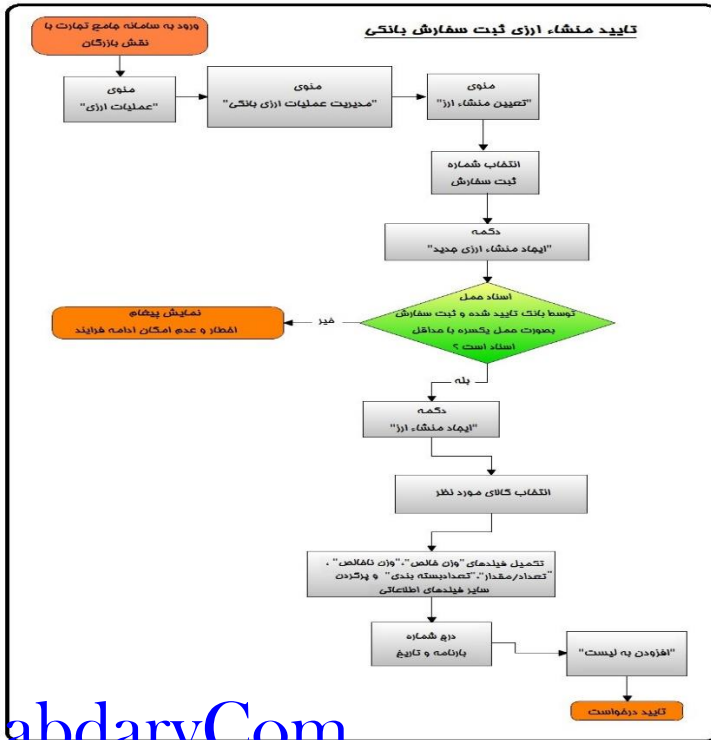 تایید منشاء ارزی ثبت سفارش بانکی
ورود به سامانه جامع تجارت با
نقش بازرگان
منوی
"عملیات ارزی"
منوی
"مدیریت عملیات ارزی بانکی"
منوی
"تعیین منشاء ارز"
انتخاب شماره
ثبت سفارش
دکمه
"ایجاد منشاء ارزی جدید"
اسناد حمل
توسط بانک تایید شده و ثبت سفارش
بصورت حمل یکسره با حداقل
اسناد است ؟
خیر
نمایش پیغام
اخطار و عدم امکان ادامه فرایند
بله
دکمه
"ایجاد منشاء ارز"
انتخاب کالای مورد نظر
تکمیل فیلدهای "وزن خالص"،"وزن ناخالص" ،
"تعداد/مقدار"،"تعدادبسته بندی" و پرکردن
سایر فیلدهای اطلاعاتی
درج شماره
بارنامه و تاریخ
"افزودن به لیست"
تایید درخواست
abdaryCom